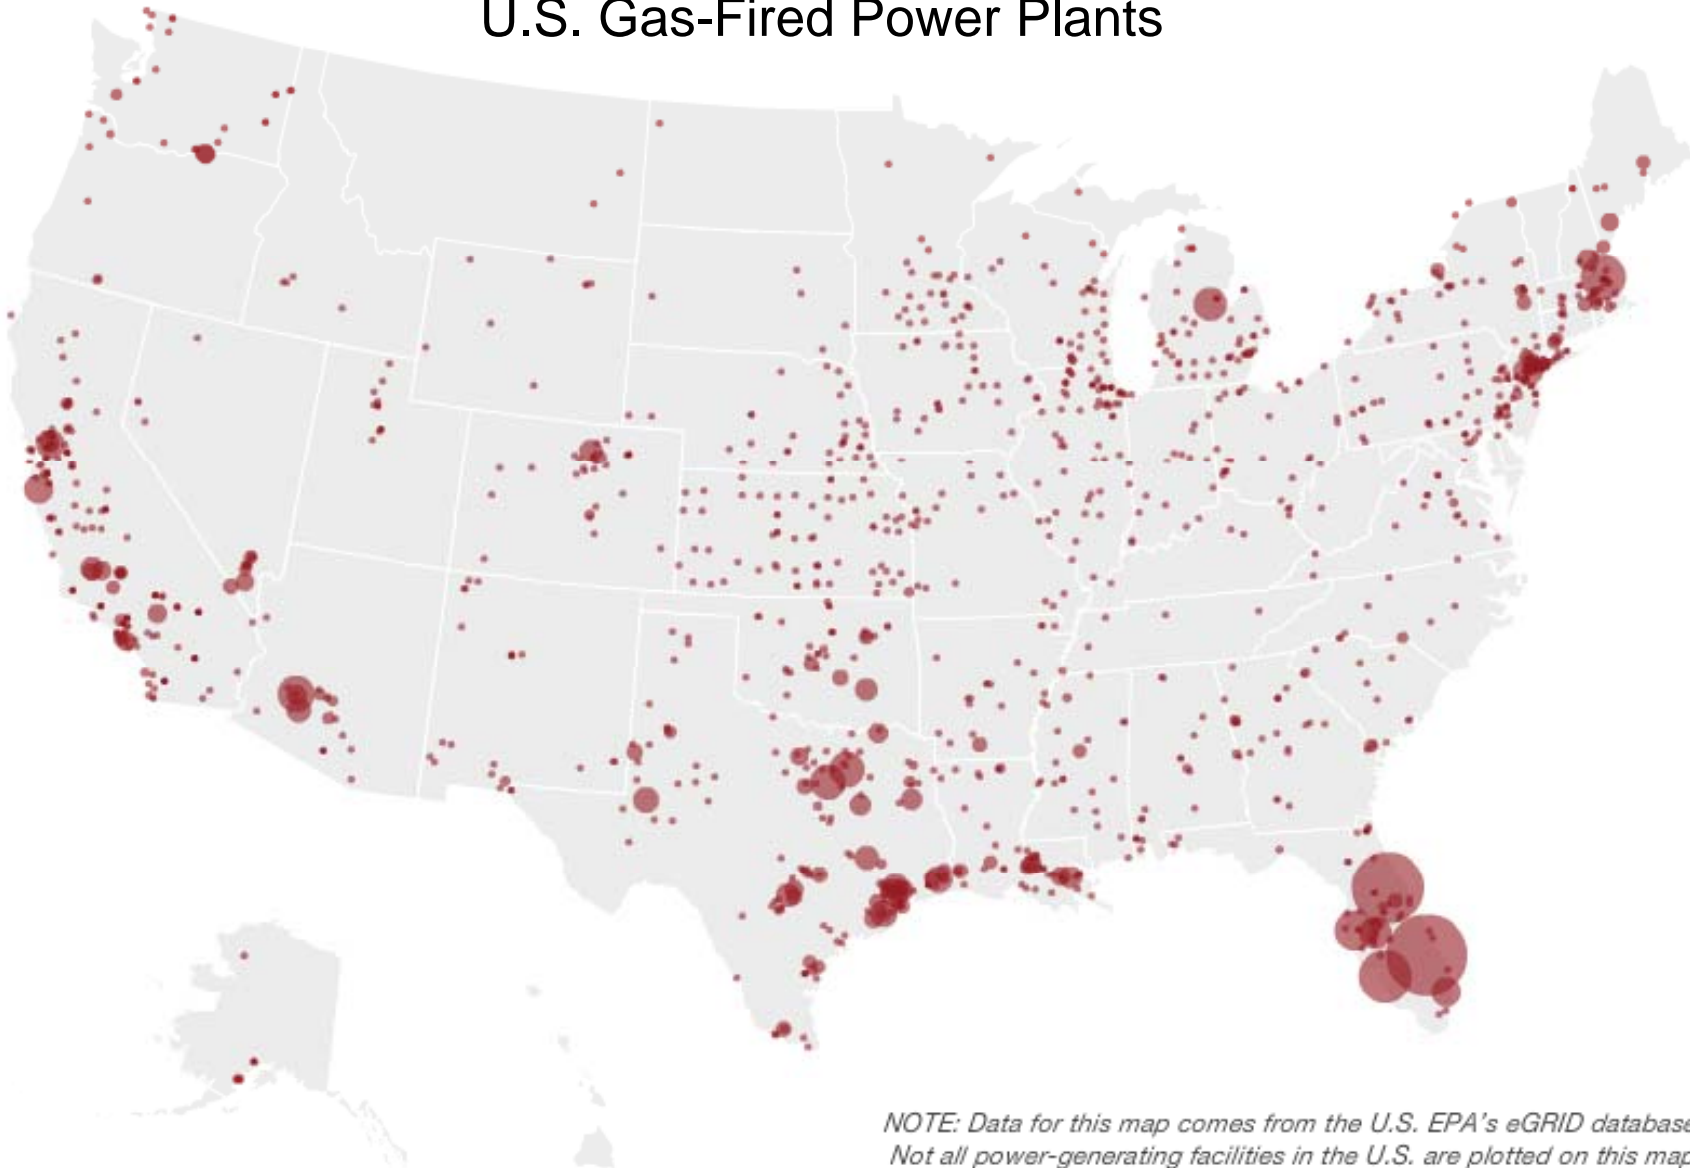 U.S. Gas-Fired Power Plants
NOTE: Data for this map comes from the U.S. EPA's eGRID database
Not all power-generating facilities in the U.S. are plotted on this map